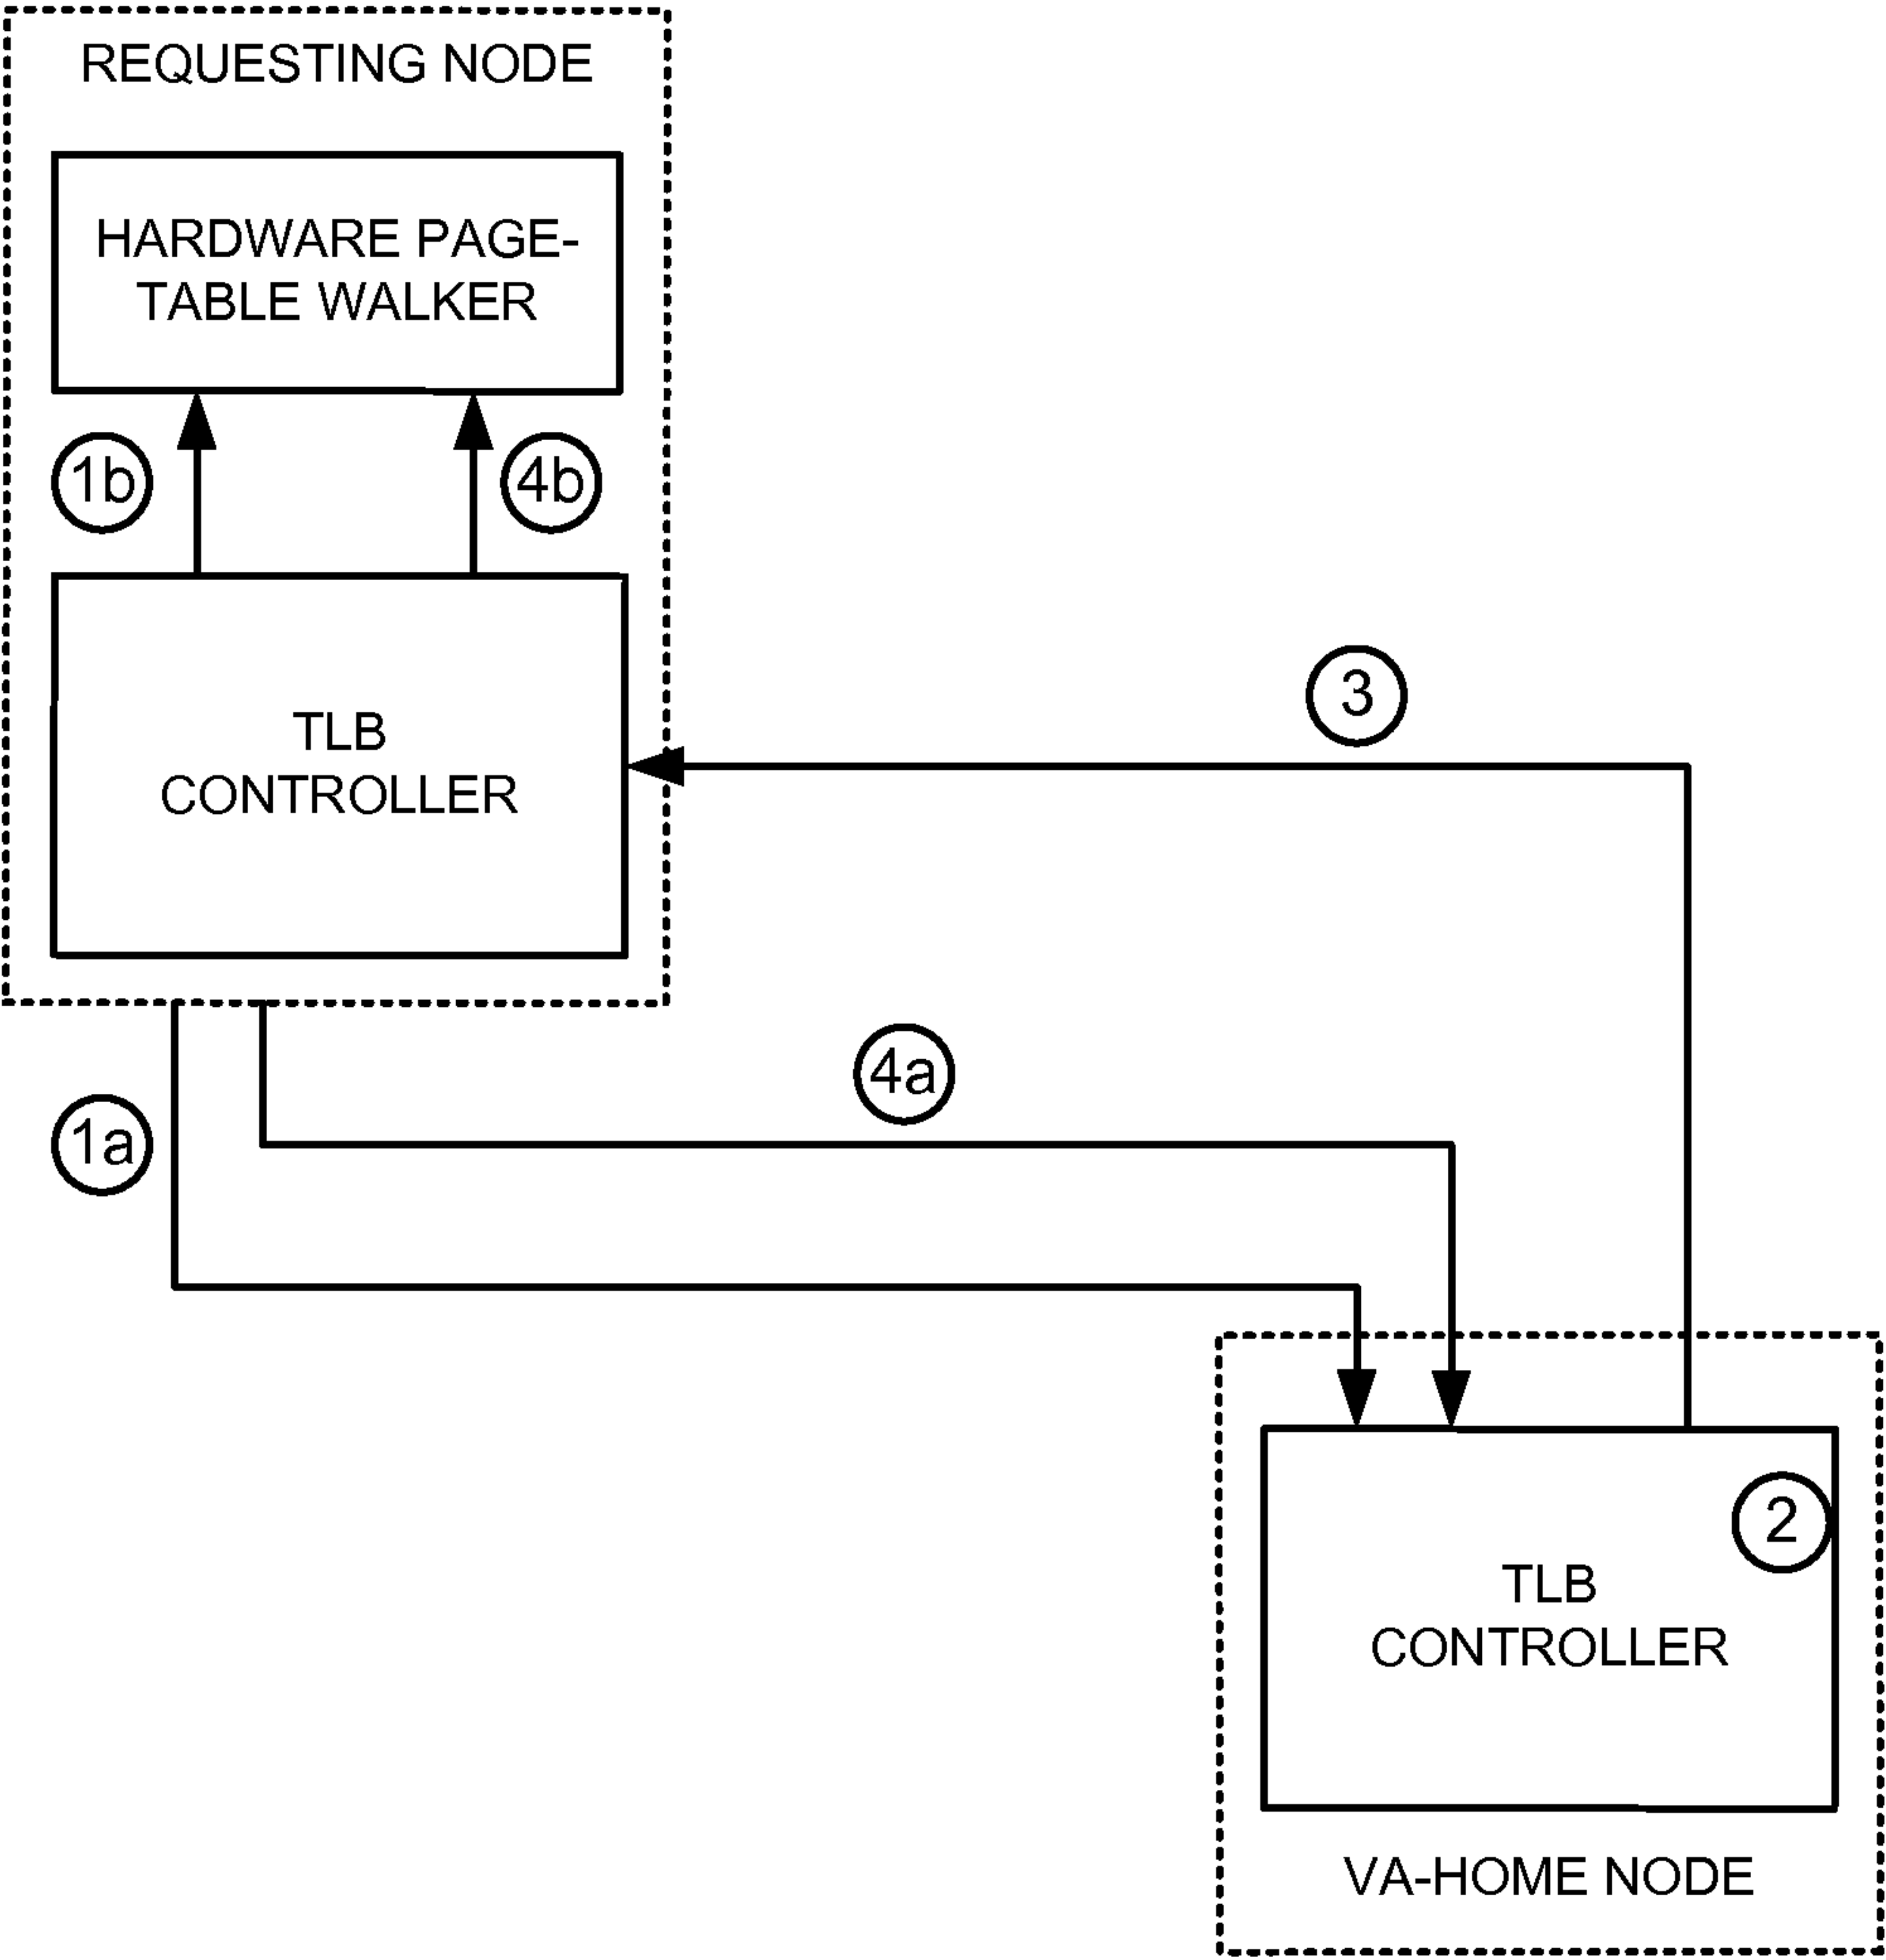 REQUESTING NODE
HARDWARE PAGE-
TABLE WALKER
1b
4b
TLB
CONTROLLER
3
4a
1a
2
TLB
CONTROLLER
VA-HOME NODE